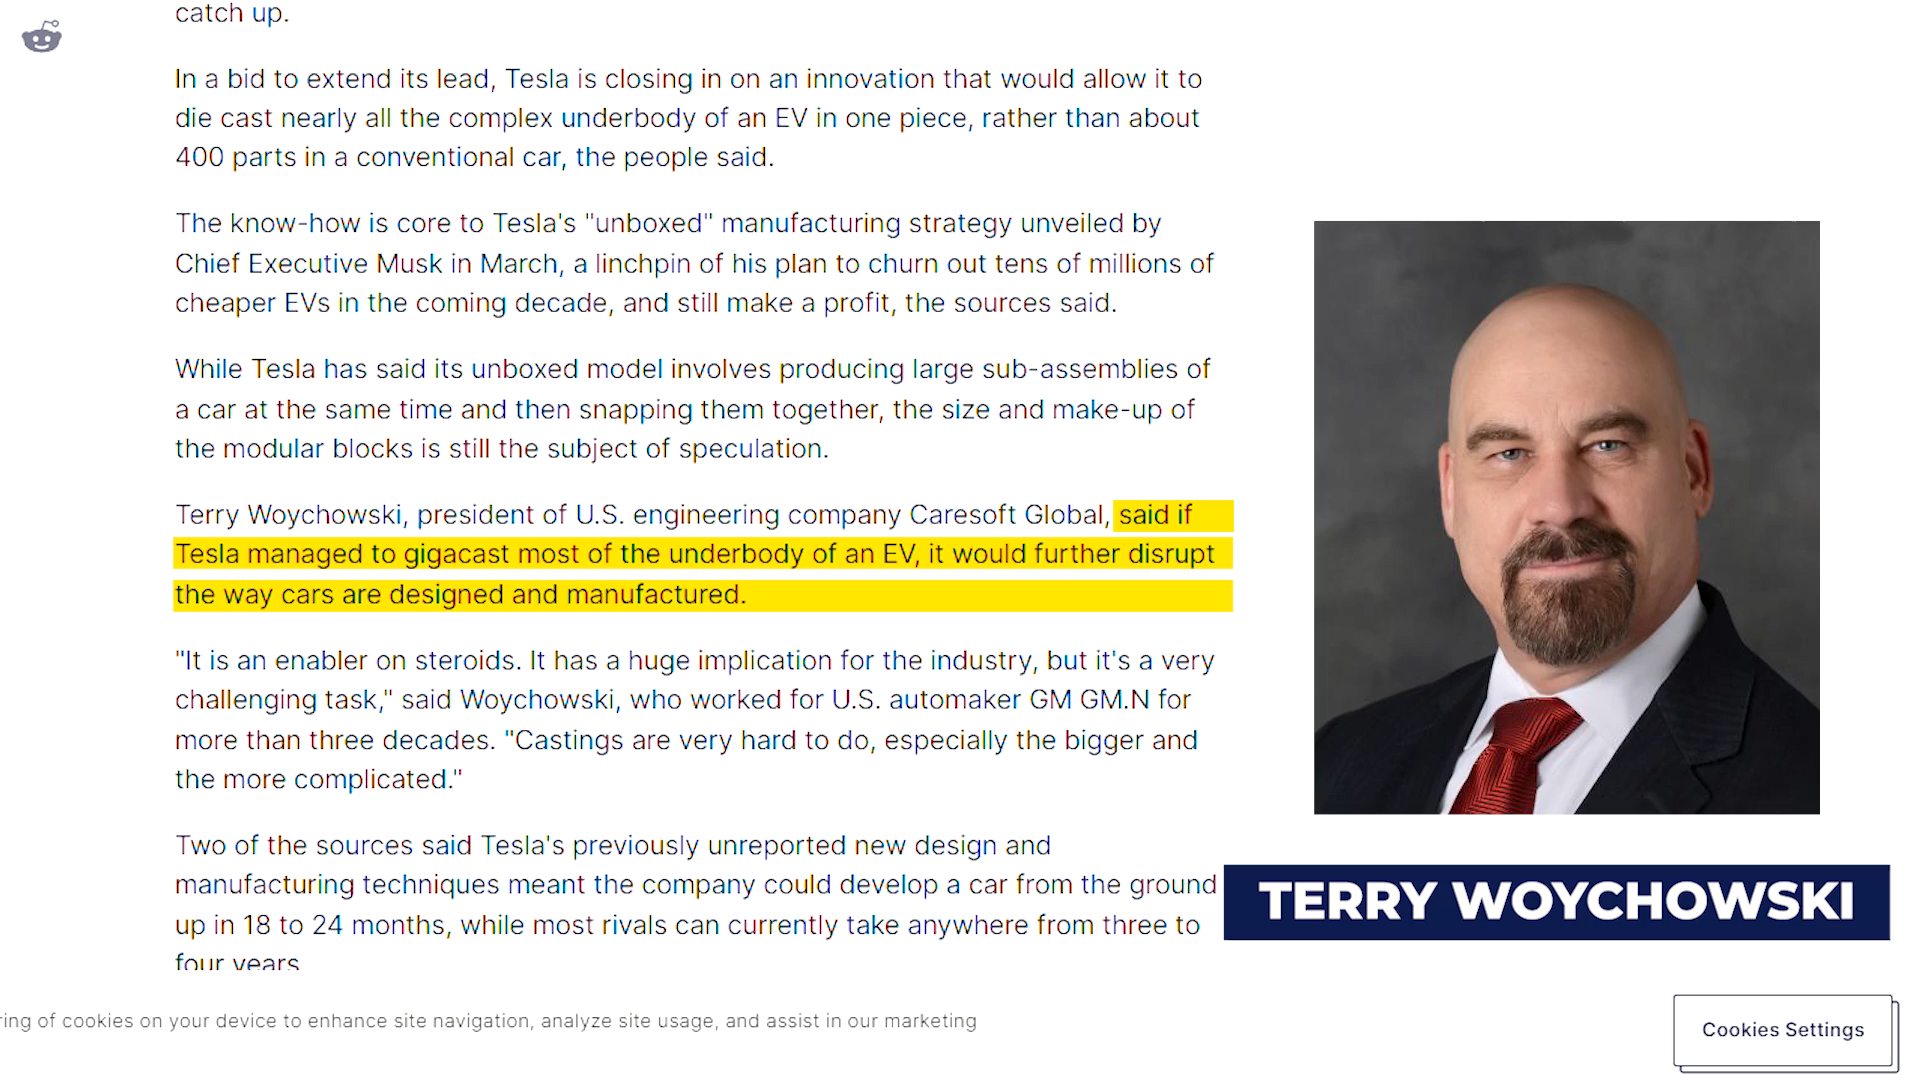 catch up.
In a bid to extend its lead, Tesla is closing in on an innovation that would allow it to
die cast nearly all the complex underbody of an EV in one piece, rather than about
400 parts in a conventional car, the people said.
The know-how is core to Tesla's "unboxed" manufacturing strategy unveiled by
Chief Executive Musk in March, a linchpin of his plan to churn out tens of millions of
cheaper EVs in the coming decade, and still make a profit, the sources said.
While Tesla has said its unboxed model involves producing large sub-assemblies of
a car at the same time and then snapping them together, the size and make-up of
the modular blocks is still the subject of speculation.
Terry Woychowski, president of U.S. engineering company Caresoft Global, said if
Tesla managed to gigacast most of the underbody of an EV, it would further disrupt
the way cars are designed and manufactured.
"It is an enabler on steroids. It has a huge implication for the industry, but it's a very
challenging task," said Woychowski, who worked for U.S. automaker GM GM.N for
more than three decades. "Castings are very hard to do, especially the bigger and
the more complicated."
Two of the sources said Tesla's previously unreported new design and
manufacturing techniques meant the company could develop a car from the ground
up in 18 to 24 months, while most rivals can currently take anywhere from three to
four years
TERRY WOYCHOWSKI
ring of cookies on your device to enhance site navigation, analyze site usage, and assist in our marketing
Cookies Settings